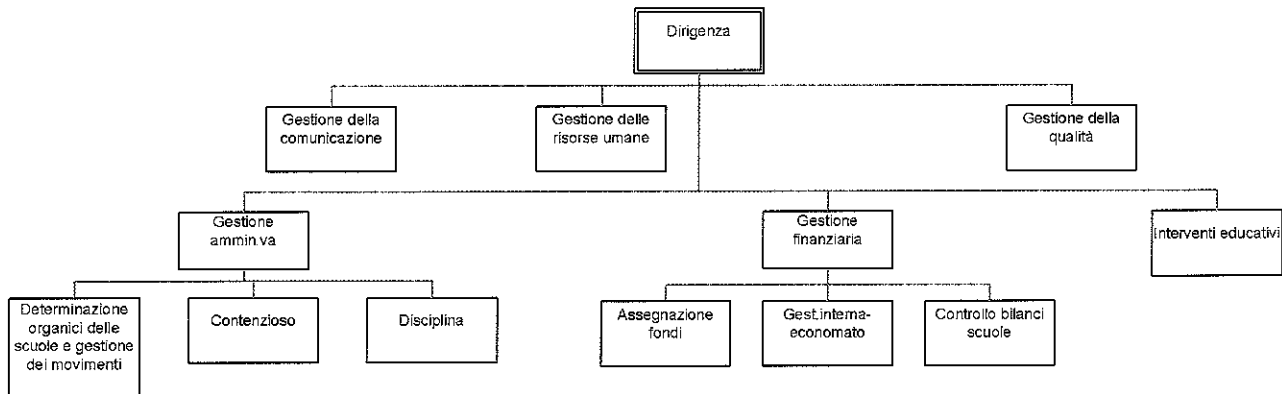 Dirigenza
Gestione della
comunicazione
Gestione delle
risorse umane
Gestione della
qualità
Gestione
ammin.va
Gestione
finanziaria
Interventi educativi
Determinazione
organici delle
scuole e gestione
dei movimenti
Contenzioso
Disciplina
Assegnazione
fondi
Gest.interna-
economato
Controllo bilanci
scuole